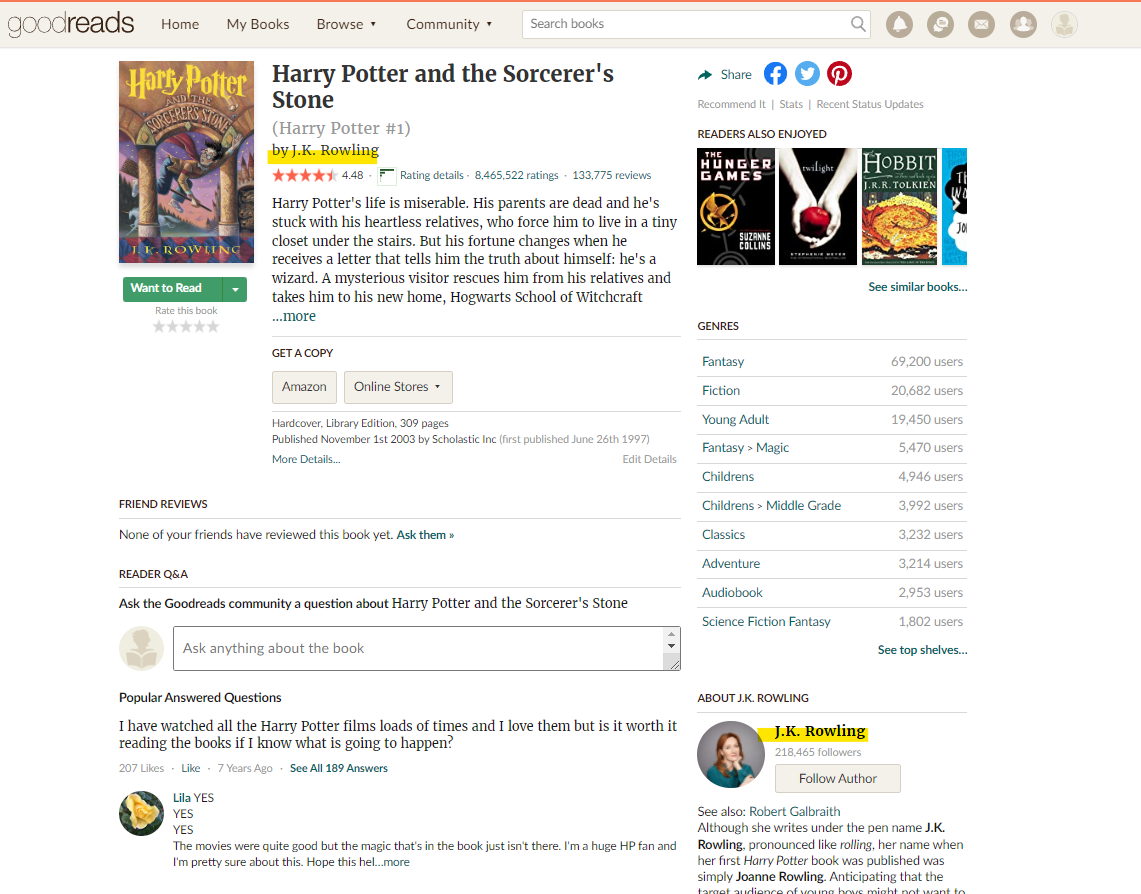 goodreads Home My Books Browse Community Search books
Harry Potter
AND THE
SORCERER'S STONE
J.K. ROWLING
Want to Read
Rate this book
Harry Potter and the Sorcerer's
Stone
(Harry Potter #1)
by J.K. Rowling
4.48 · Rating details · 8,465,522 ratings · 133,775 reviews
Harry Potter's life is miserable. His parents are dead and he's
stuck with his heartless relatives, who force him to live in a tiny
closet under the stairs. But his fortune changes when he
receives a letter that tells him the truth about himself: he's a
wizard. A mysterious visitor rescues him from his relatives and
takes him to his new home, Hogwarts School of Witchcraft
...more
GET A COPY
Amazon Online Stores
Hardcover, Library Edition, 309 pages
Published November 1st 2003 by Scholastic Inc (first published June 26th 1997)
More Details... Edit Details
FRIEND REVIEWS
None of your friends have reviewed this book yet. Ask them »
READER Q&A
Ask the Goodreads community a question about Harry Potter and the Sorcerer's Stone
Ask anything about the book
Popular Answered Questions
I have watched all the Harry Potter films loads of times and I love them but is it worth it
reading the books if I know what is going to happen?
207 Likes · Like · 7 Years Ago · See All 189 Answers
Lila YES
YES
YES
The movies were quite good but the magic that's in the book just isn't there. I'm a huge HP fan and
I'm pretty sure about this. Hope this hel…more
Share
Recommend It | Stats | Recent Status Updates
READERS ALSO ENJOYED
THE
HUNGER
GAMES
SUZANNE
COLLINS
twilight
STEPHENIE MEYER
The HOBBIT
J.R.R. TOLKIEN
See similar books…
GENRES
Fantasy 69,200 users
Fiction 20,682 users
Young Adult 19,450 users
Fantasy > Magic 5,470 users
Childrens 4,946 users
Childrens > Middle Grade 3,992 users
Classics 3,232 users
Adventure 3,214 users
Audiobook 2,953 users
Science Fiction Fantasy 1,802 users
See top shelves…
ABOUT J.K. ROWLING
J.K. Rowling
218,465 followers
Follow Author
See also: Robert Galbraith
Although she writes under the pen name J.K.
Rowling, pronounced like rolling, her name when
her first Harry Potter book was published was
simply Joanne Rowling. Anticipating that the
target audience of young boys might not want to